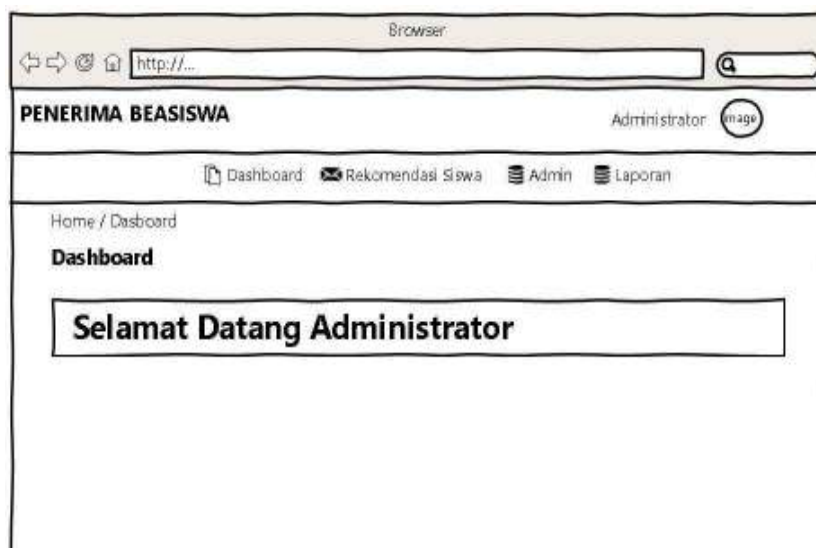 Browser
http://...
PENERIMA BEASISWA
Administrator
image
Dashboard Rekomendasi Siswa Admin Laporan
Home / Dasboard
Dashboard
Selamat Datang Administrator